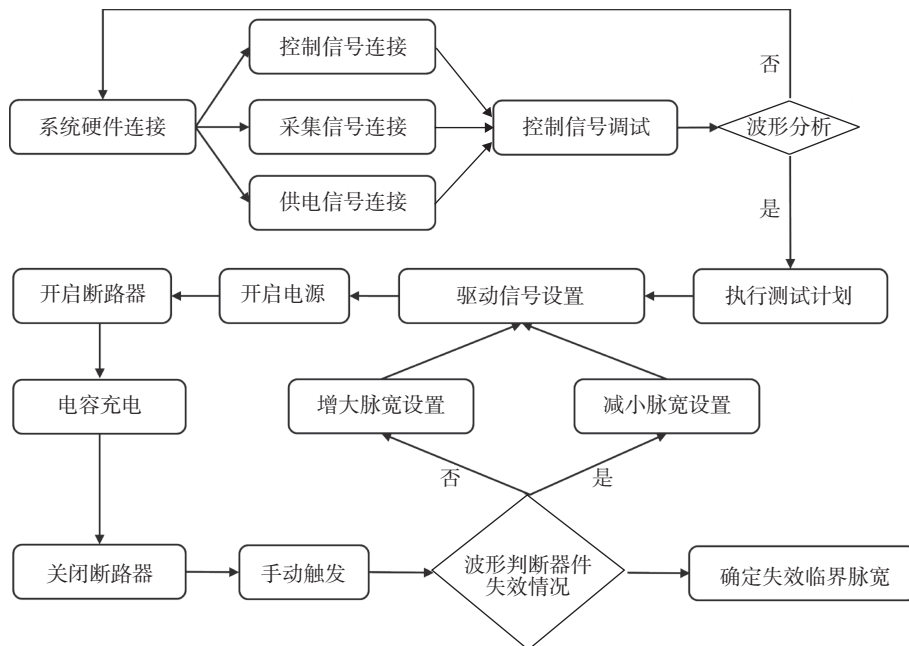 控制信号连接
否
系统硬件连接
采集信号连接
控制信号调试
波形分析
供电信号连接
是
开启断路器
开启电源
驱动信号设置
执行测试计划
电容充电
增大脉宽设置
减小脉宽设置
否
是
关闭断路器
手动触发
波形判断器件
失效情况
确定失效临界脉宽